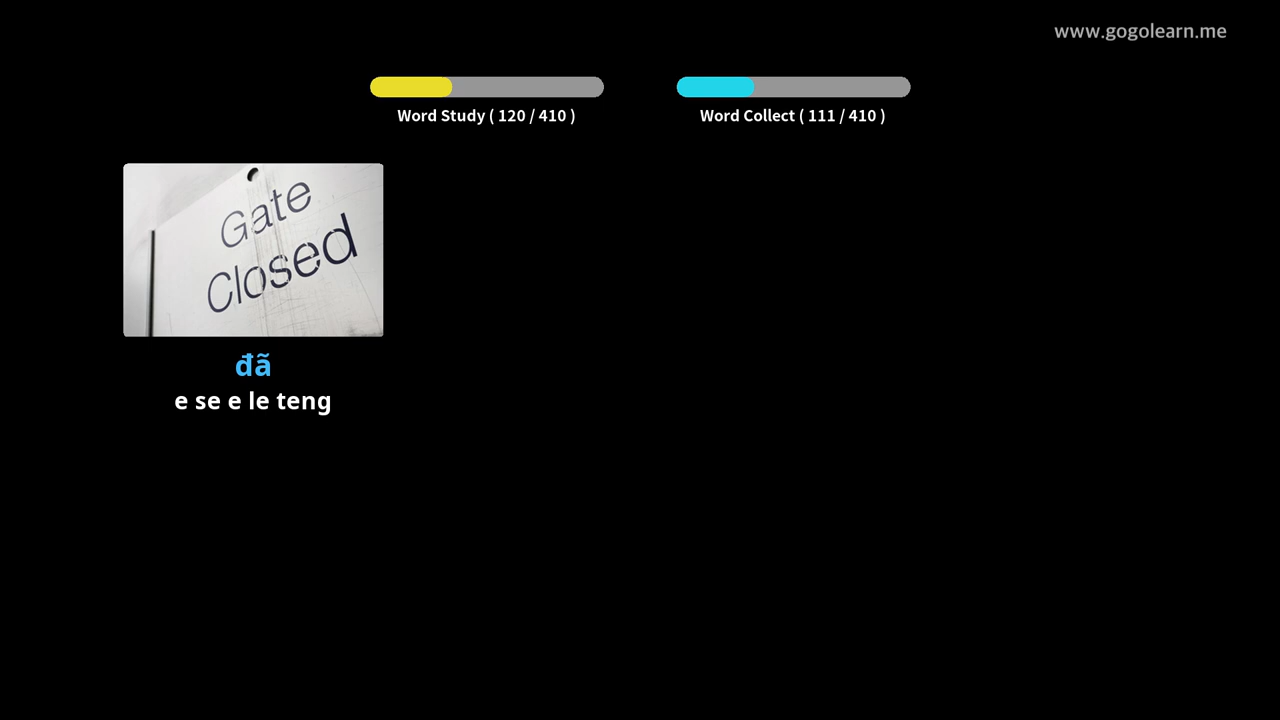 www.gogolearn.me
Word Study ( 120 / 410 )
Word Collect ( 111 / 410 )
Gate
Closed
đã
e se e le teng